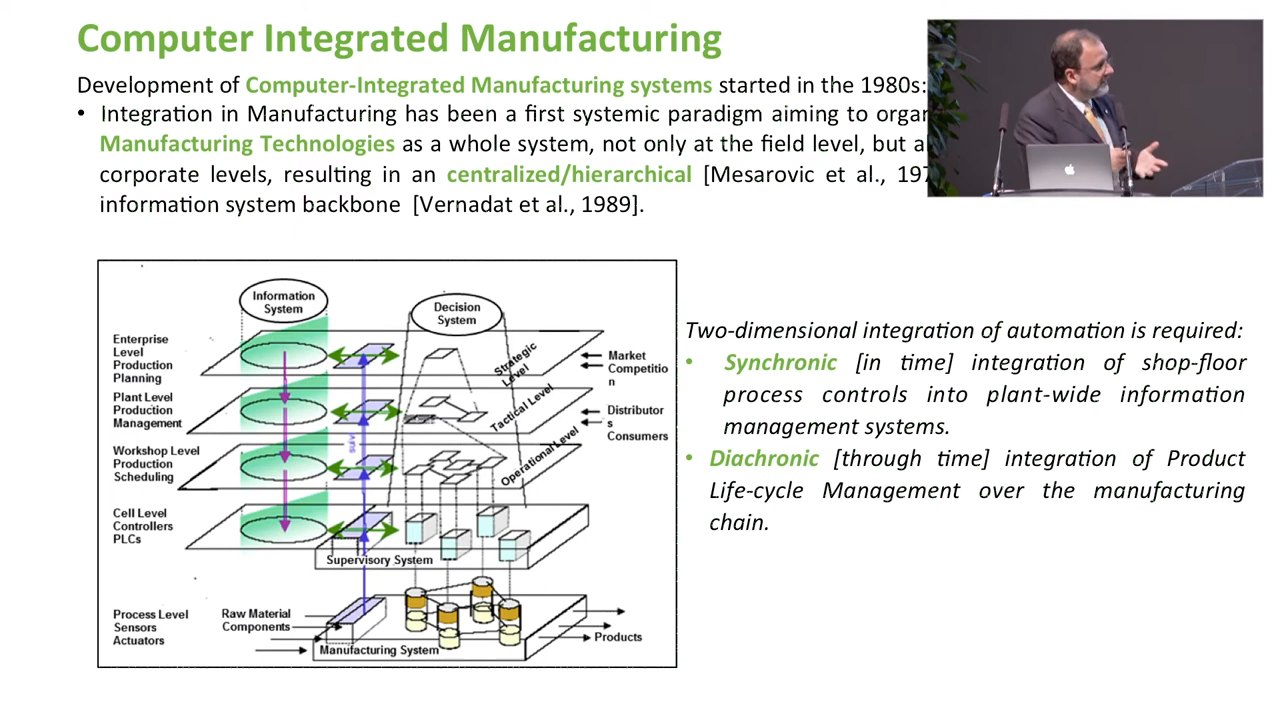 Computer Integrated Manufacturing
Development of Computer-Integrated Manufacturing systems started in the 1980s:
• Integration in Manufacturing has been a first systemic paradigm aiming to
Manufacturing Technologies as a whole system, not only at the field level, but
corporate levels, resulting in an centralized/hierarchical [Mesarovic et al.,
information system backbone [Vernadat et al., 1989].
Information
System
Decision
System
Enterprise
Level
Production
Planning
Strategic
Level
Market
Competitio
n
Plant Level
Production
Management
Tactical Level
Distributor
s
Consumers
Workshop Level
Production
Scheduling
suiv
Operational Level
Cell Level
Controllers
PLCs
Supervisory System
Process Level
Sensors
Actuators
Raw Material
Components
Products
Manufacturing System
Two-dimensional integration of automation is required:
• Synchronic [in time] integration of shop-floor
process controls into plant-wide information
management systems.
• Diachronic [through time] integration of Product
Life-cycle Management over the manufacturing
chain.